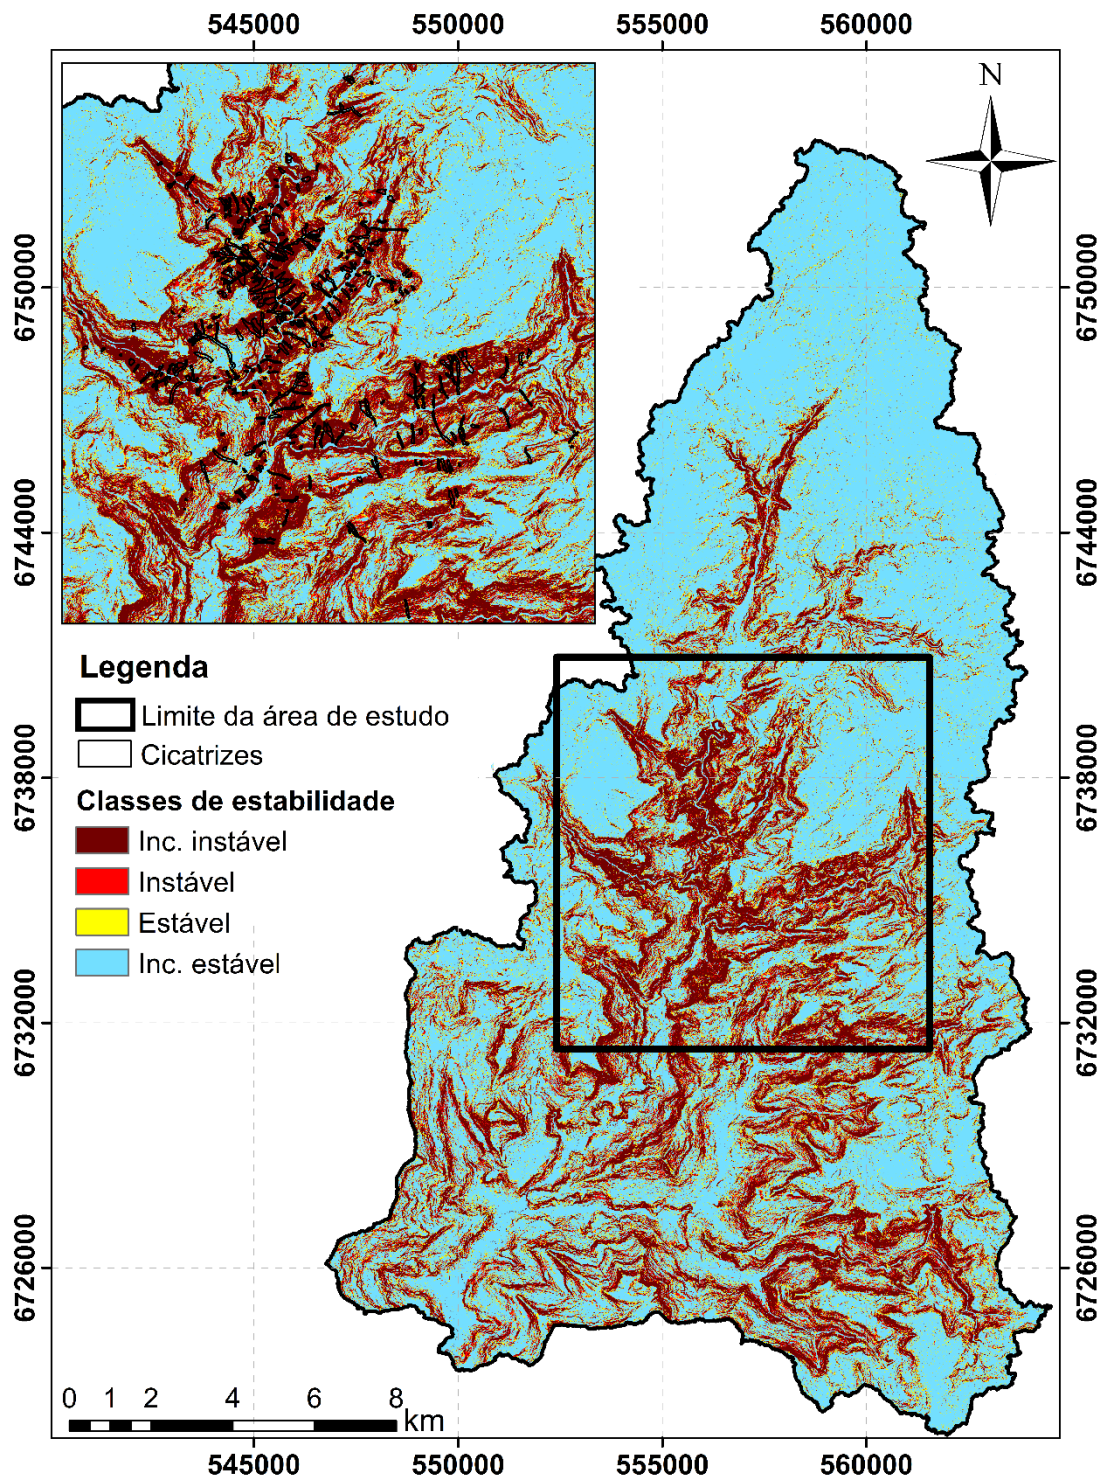 545000 550000 555000 560000
N
6750000
6750000
6744000
6744000
6738000
6738000
6732000
6732000
6726000
6726000
Legenda
Limite da área de estudo
Cicatrizes
Classes de estabilidade
Inc. instável
Instável
Estável
Inc. estável
0 1 2 4 6 8
km
545000 550000 555000 560000